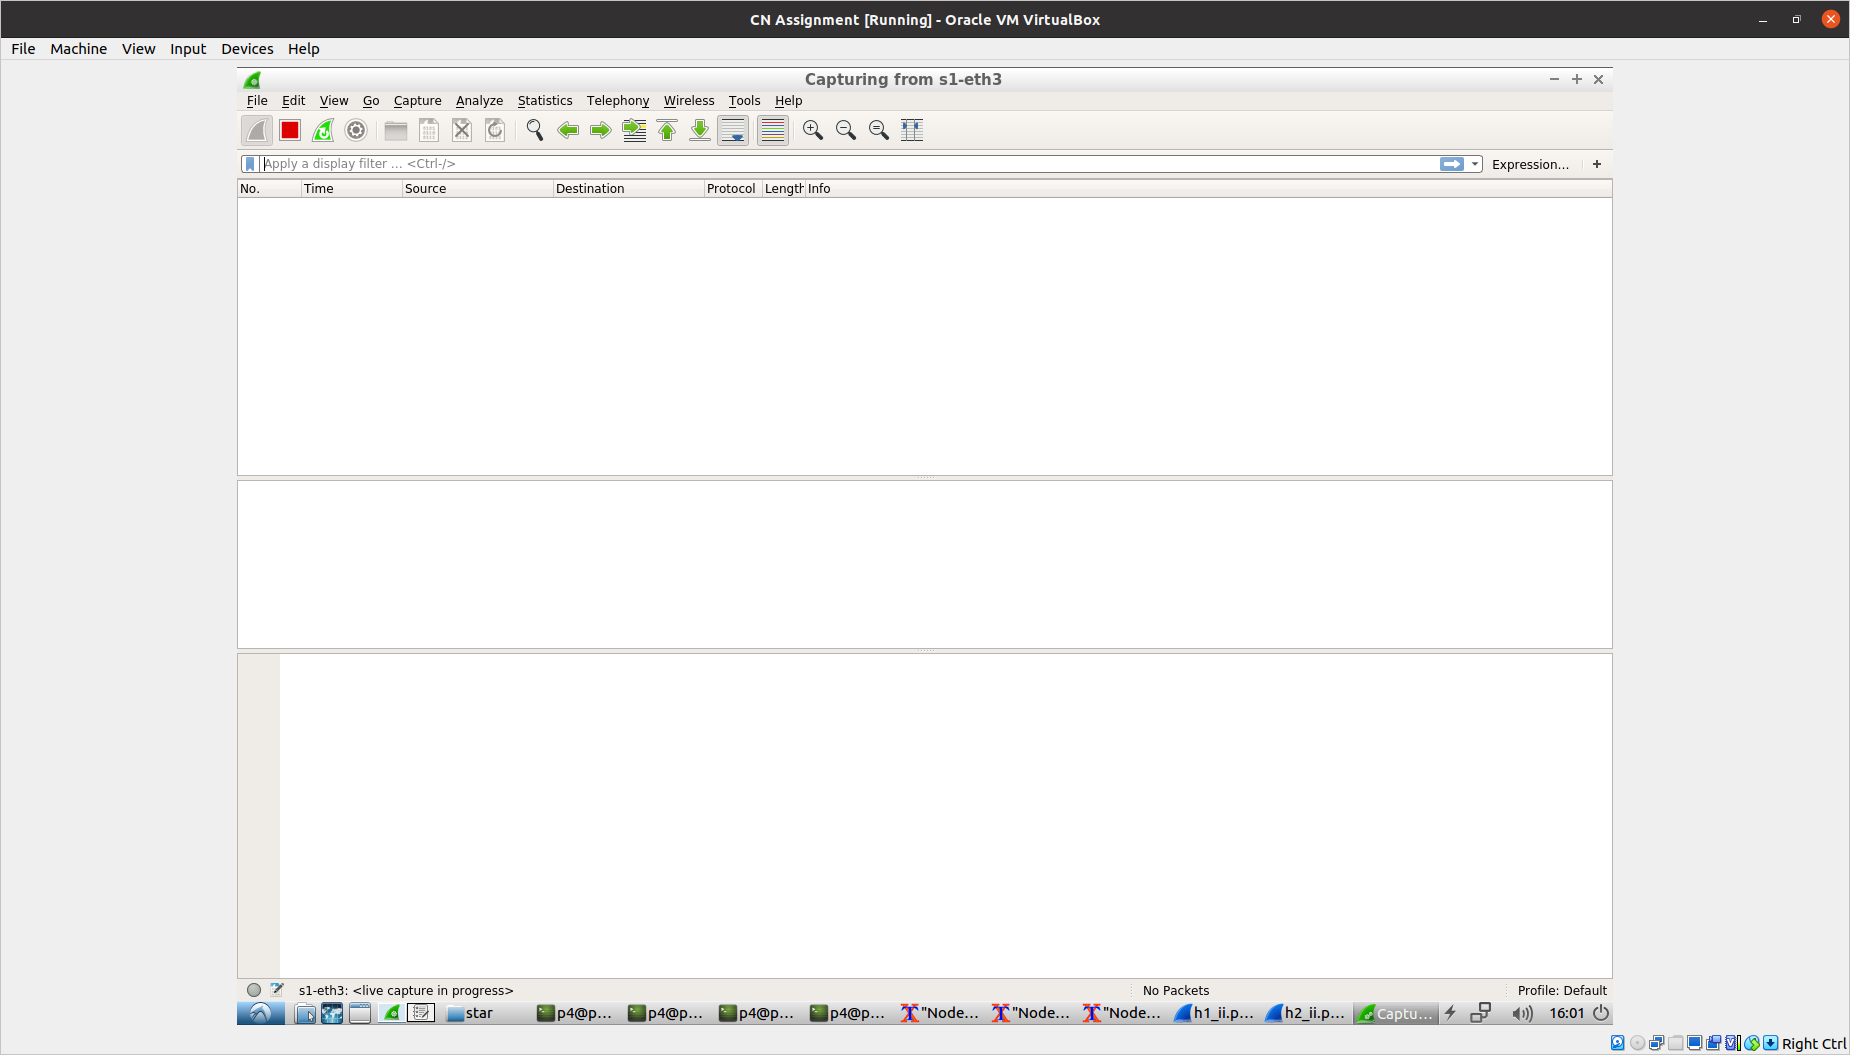 CN Assignment [Running] - Oracle VM VirtualBox
File Machine View Input Devices Help
Capturing from s1-eth3
File Edit View Go Capture Analyze Statistics Telephony Wireless Tools Help
Apply a display filter ... <Ctrl-/> Expression... +
No. Time Source Destination Protocol Length Info
s1-eth3: <live capture in progress> No Packets Profile: Default
star p4@p... p4@p... p4@p... p4@p... "Node... "Node... "Node... h1_ii.p... h2_ii.p... Captu... 16:01
Right Ctrl